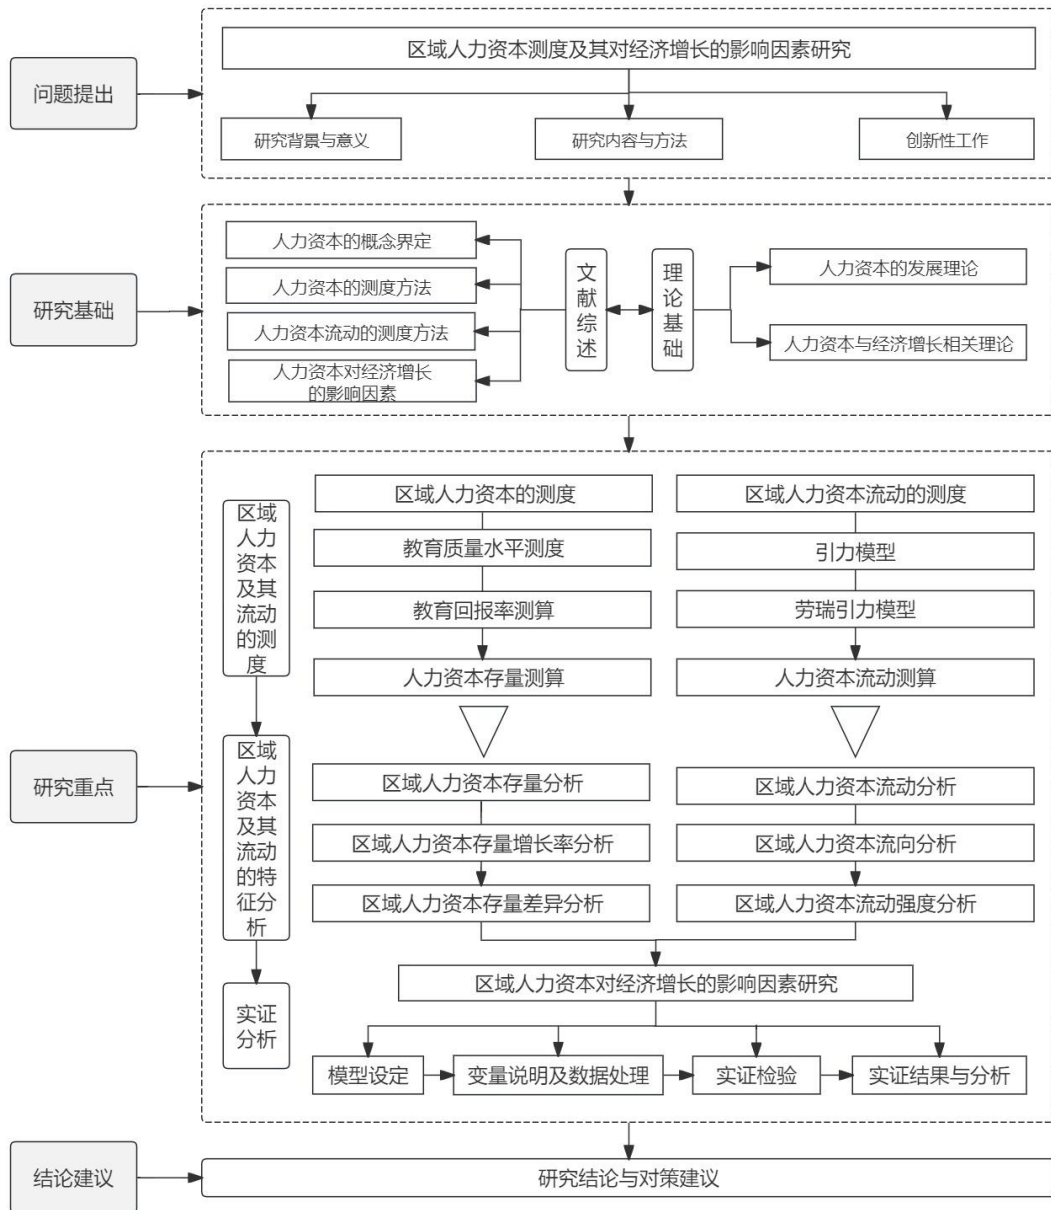 问题提出
区域人力资本测度及其对经济增长的影响因素研究
研究背景与意义
研究内容与方法
创新性工作
研究基础
人力资本的概念界定
人力资本的测度方法
人力资本流动的测度方法
人力资本对经济增长
的影响因素
文献综述
理论基础
人力资本的发展理论
人力资本与经济增长相关理论
研究重点
区域
人力
资本
及其
流动
的测
度
区域人力资本的测度
教育质量水平测度
教育回报率测算
人力资本存量测算
区域人力资本流动的测度
引力模型
劳瑞引力模型
人力资本流动测算
区域
人力
资本
及其
流动
的特
征分
析
区域人力资本存量分析
区域人力资本存量增长率分析
区域人力资本存量差异分析
区域人力资本流动分析
区域人力资本流向分析
区域人力资本流动强度分析
实证
分析
区域人力资本对经济增长的影响因素研究
模型设定
变量说明及数据处理
实证检验
实证结果与分析
结论建议
研究结论与对策建议